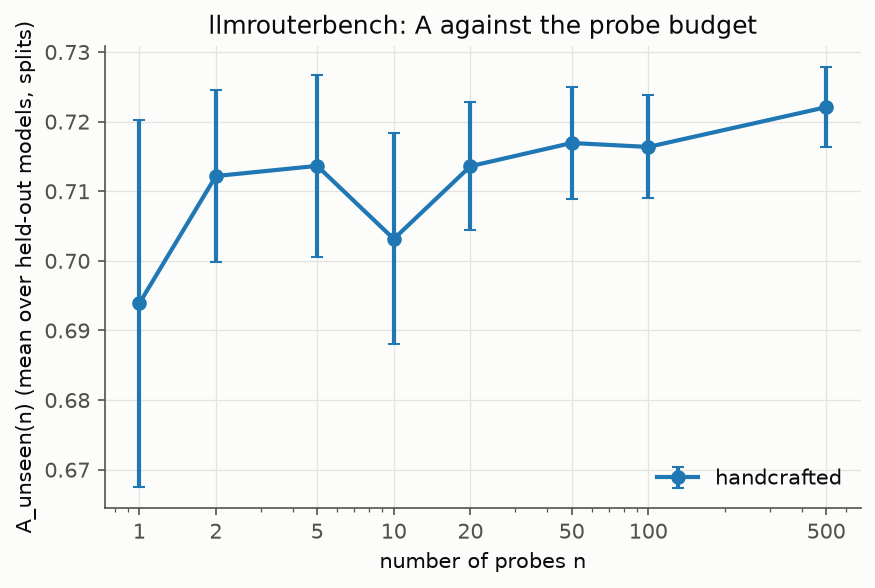 llmrouterbench: A against the probe budget
A_unseen(n) (mean over held-out models, splits)
0.73
0.72
0.71
0.70
0.69
0.68
0.67
handcrafted
1 2 5 10 20 50 100 500
number of probes n